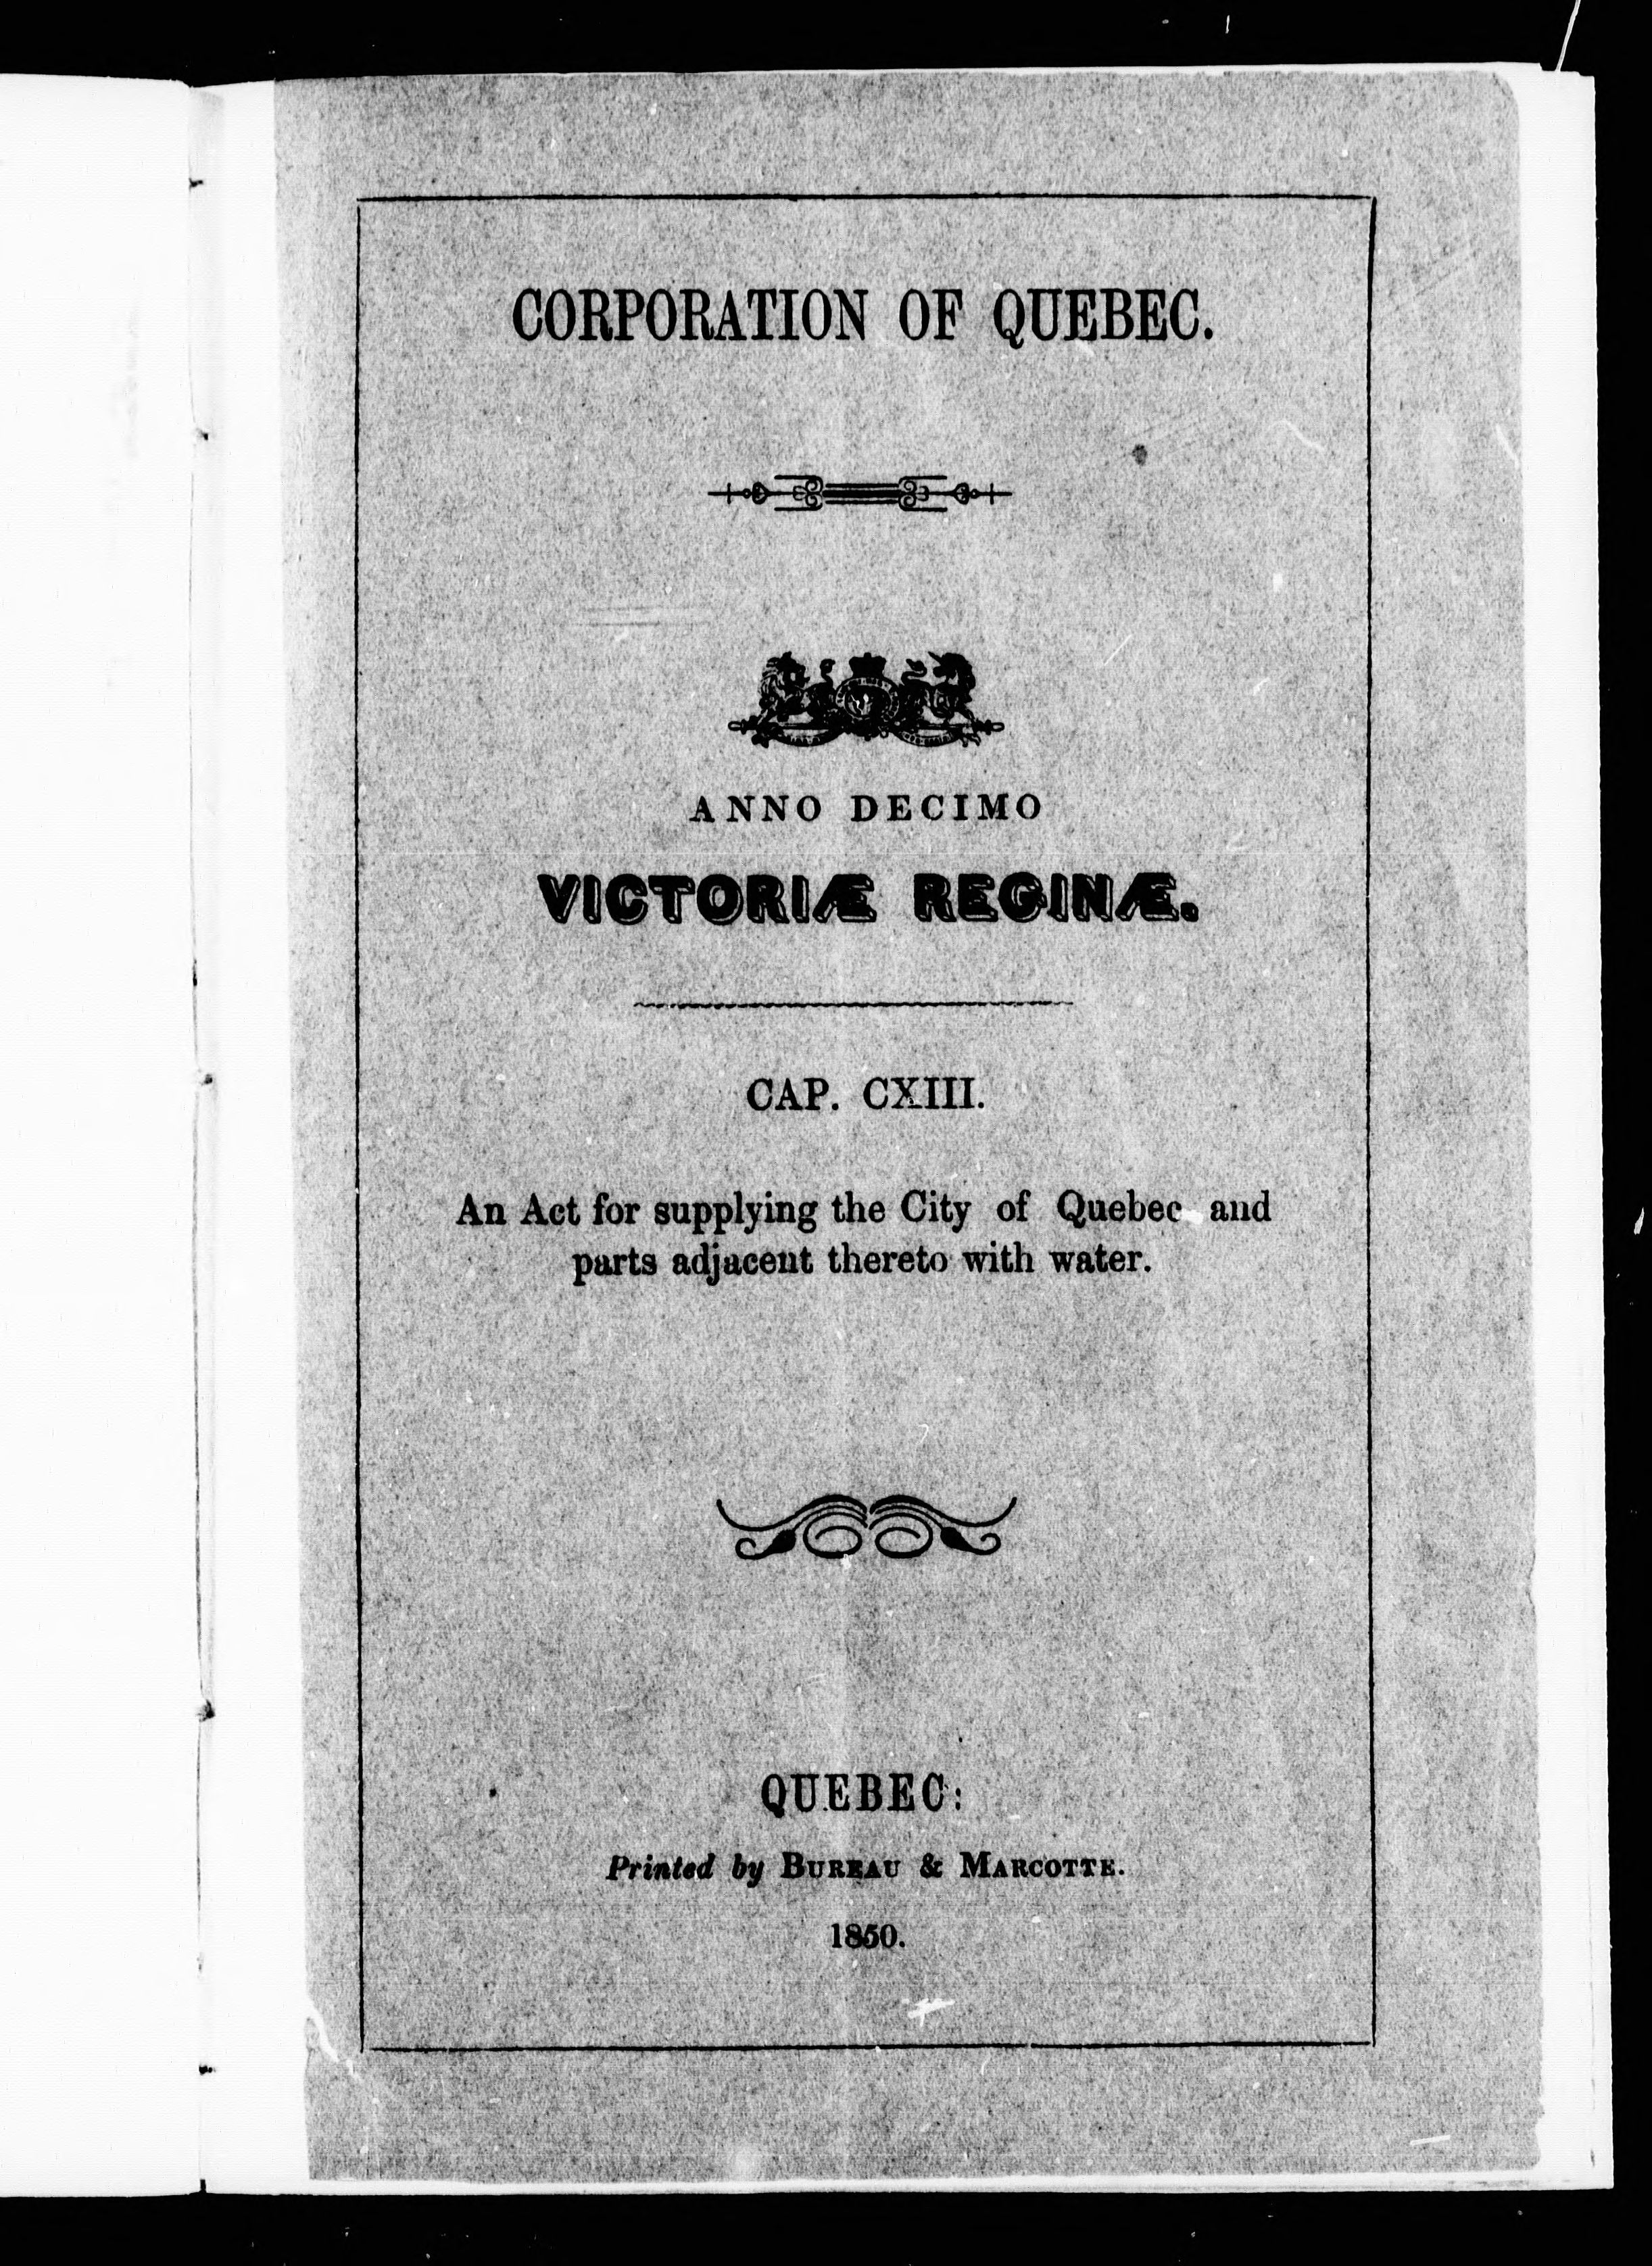 CORPORATION OF QUEBEC.
ANNO DECIMO
VICTORIÆ REGINÆ.
CAP. CXIII.
An Act for supplying the City of Quebec and
parts adjacent thereto with water.
QUEBEC:
Printed by BUREAU & MARCOTTE.
1850.